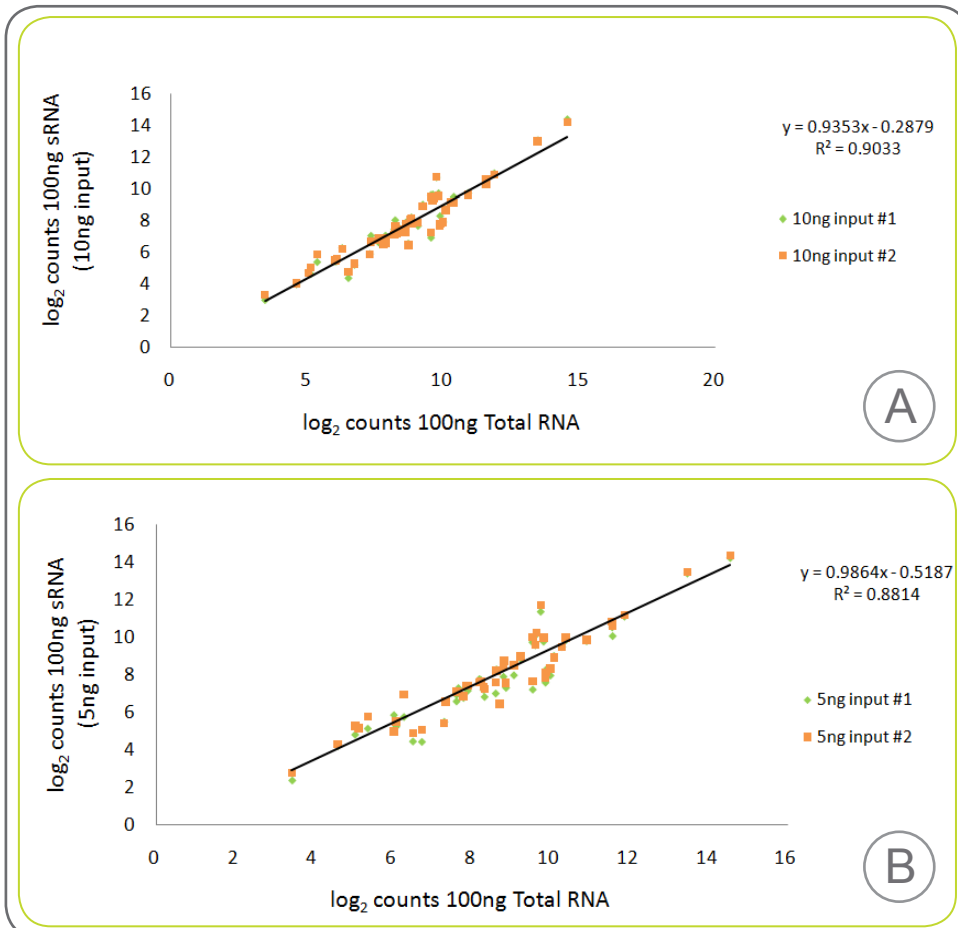 16
14
12
10
8
6
4
2
0
log₂ counts 100ng sRNA
(10ng input)
y = 0.9353x - 0.2879
R² = 0.9033
10ng input #1
10ng input #2
0 5 10 15 20
log₂ counts 100ng Total RNA
A
16
14
12
10
8
6
4
2
0
log₂ counts 100ng sRNA
(5ng input)
y = 0.9864x - 0.5187
R² = 0.8814
5ng input #1
5ng input #2
0 2 4 6 8 10 12 14 16
log₂ counts 100ng Total RNA
B